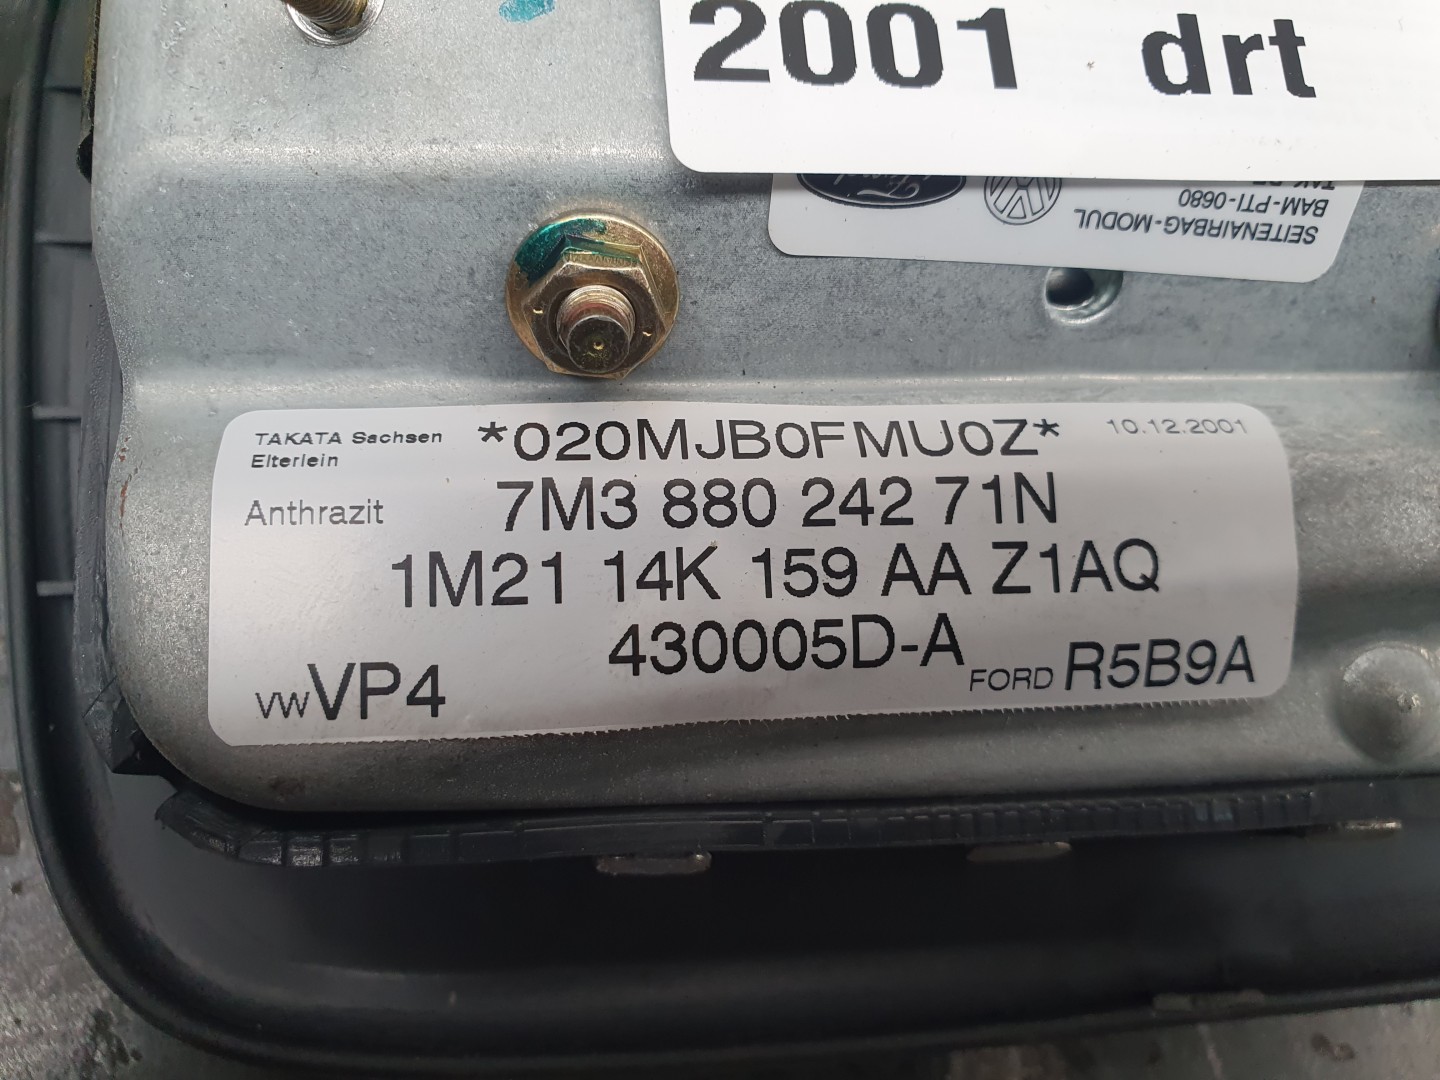 2001 drt
Ford
SEITENAIRBAG-MODUL
BAM-PTI-0680
TAKATA Sachsen
Elterlein
*020MJB0FMU0Z*
10.12.2001
Anthrazit
7M3 880 242 71N
1M21 14K 159 AA Z1AQ
430005D-A
VW VP4
FORD R5B9A